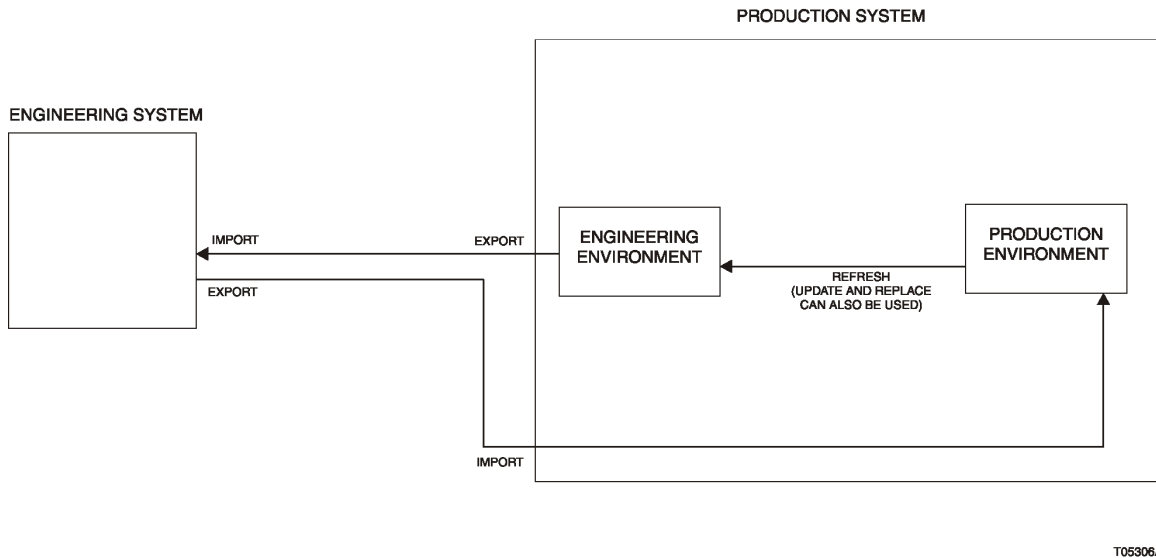 PRODUCTION SYSTEM
ENGINEERING SYSTEM
IMPORT
EXPORT
ENGINEERING
ENVIRONMENT
PRODUCTION
ENVIRONMENT
EXPORT
REFRESH
(UPDATE AND REPLACE
CAN ALSO BE USED)
IMPORT
T05306